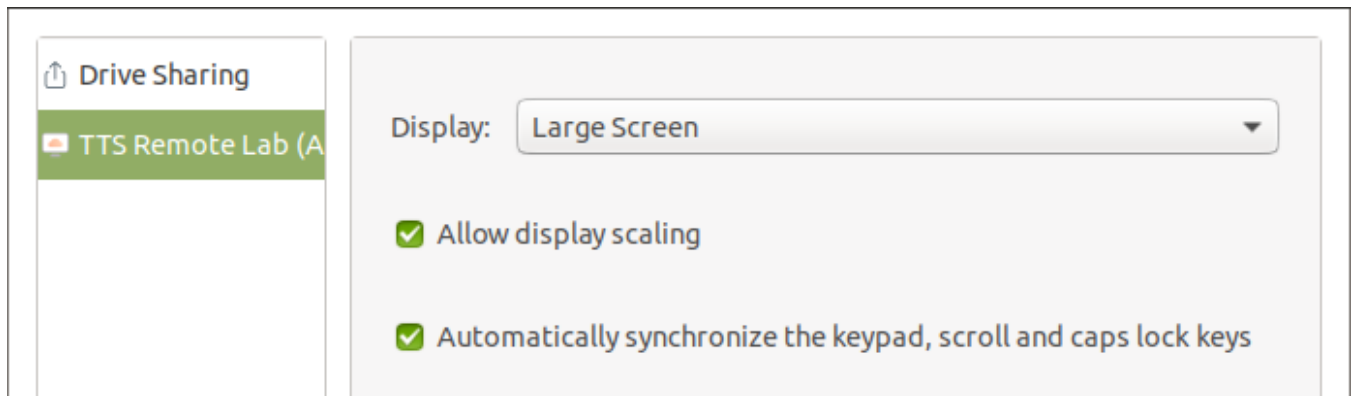 Drive Sharing
TTS Remote Lab (A
Display: Large Screen
Allow display scaling
Automatically synchronize the keypad, scroll and caps lock keys